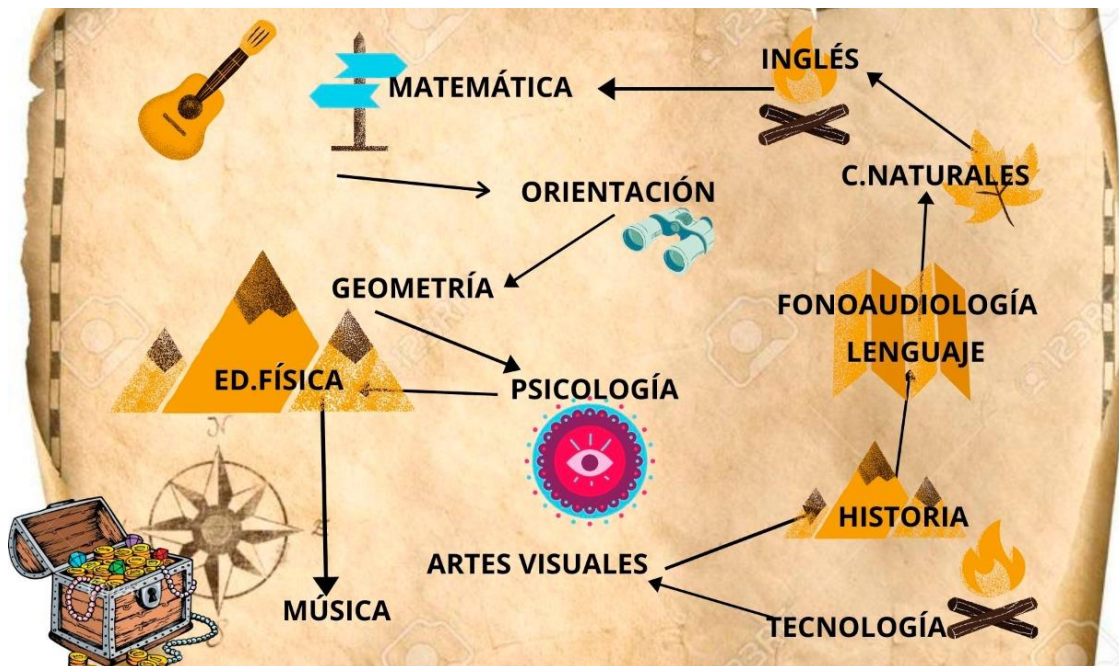 INGLÉS
MATEMÁTICA
C.NATURALES
ORIENTACIÓN
GEOMETRÍA
FONOAUDIOLOGÍA
LENGUAJE
ED.FÍSICA
PSICOLOGÍA
HISTORIA
ARTES VISUALES
MÚSICA
TECNOLOGÍA